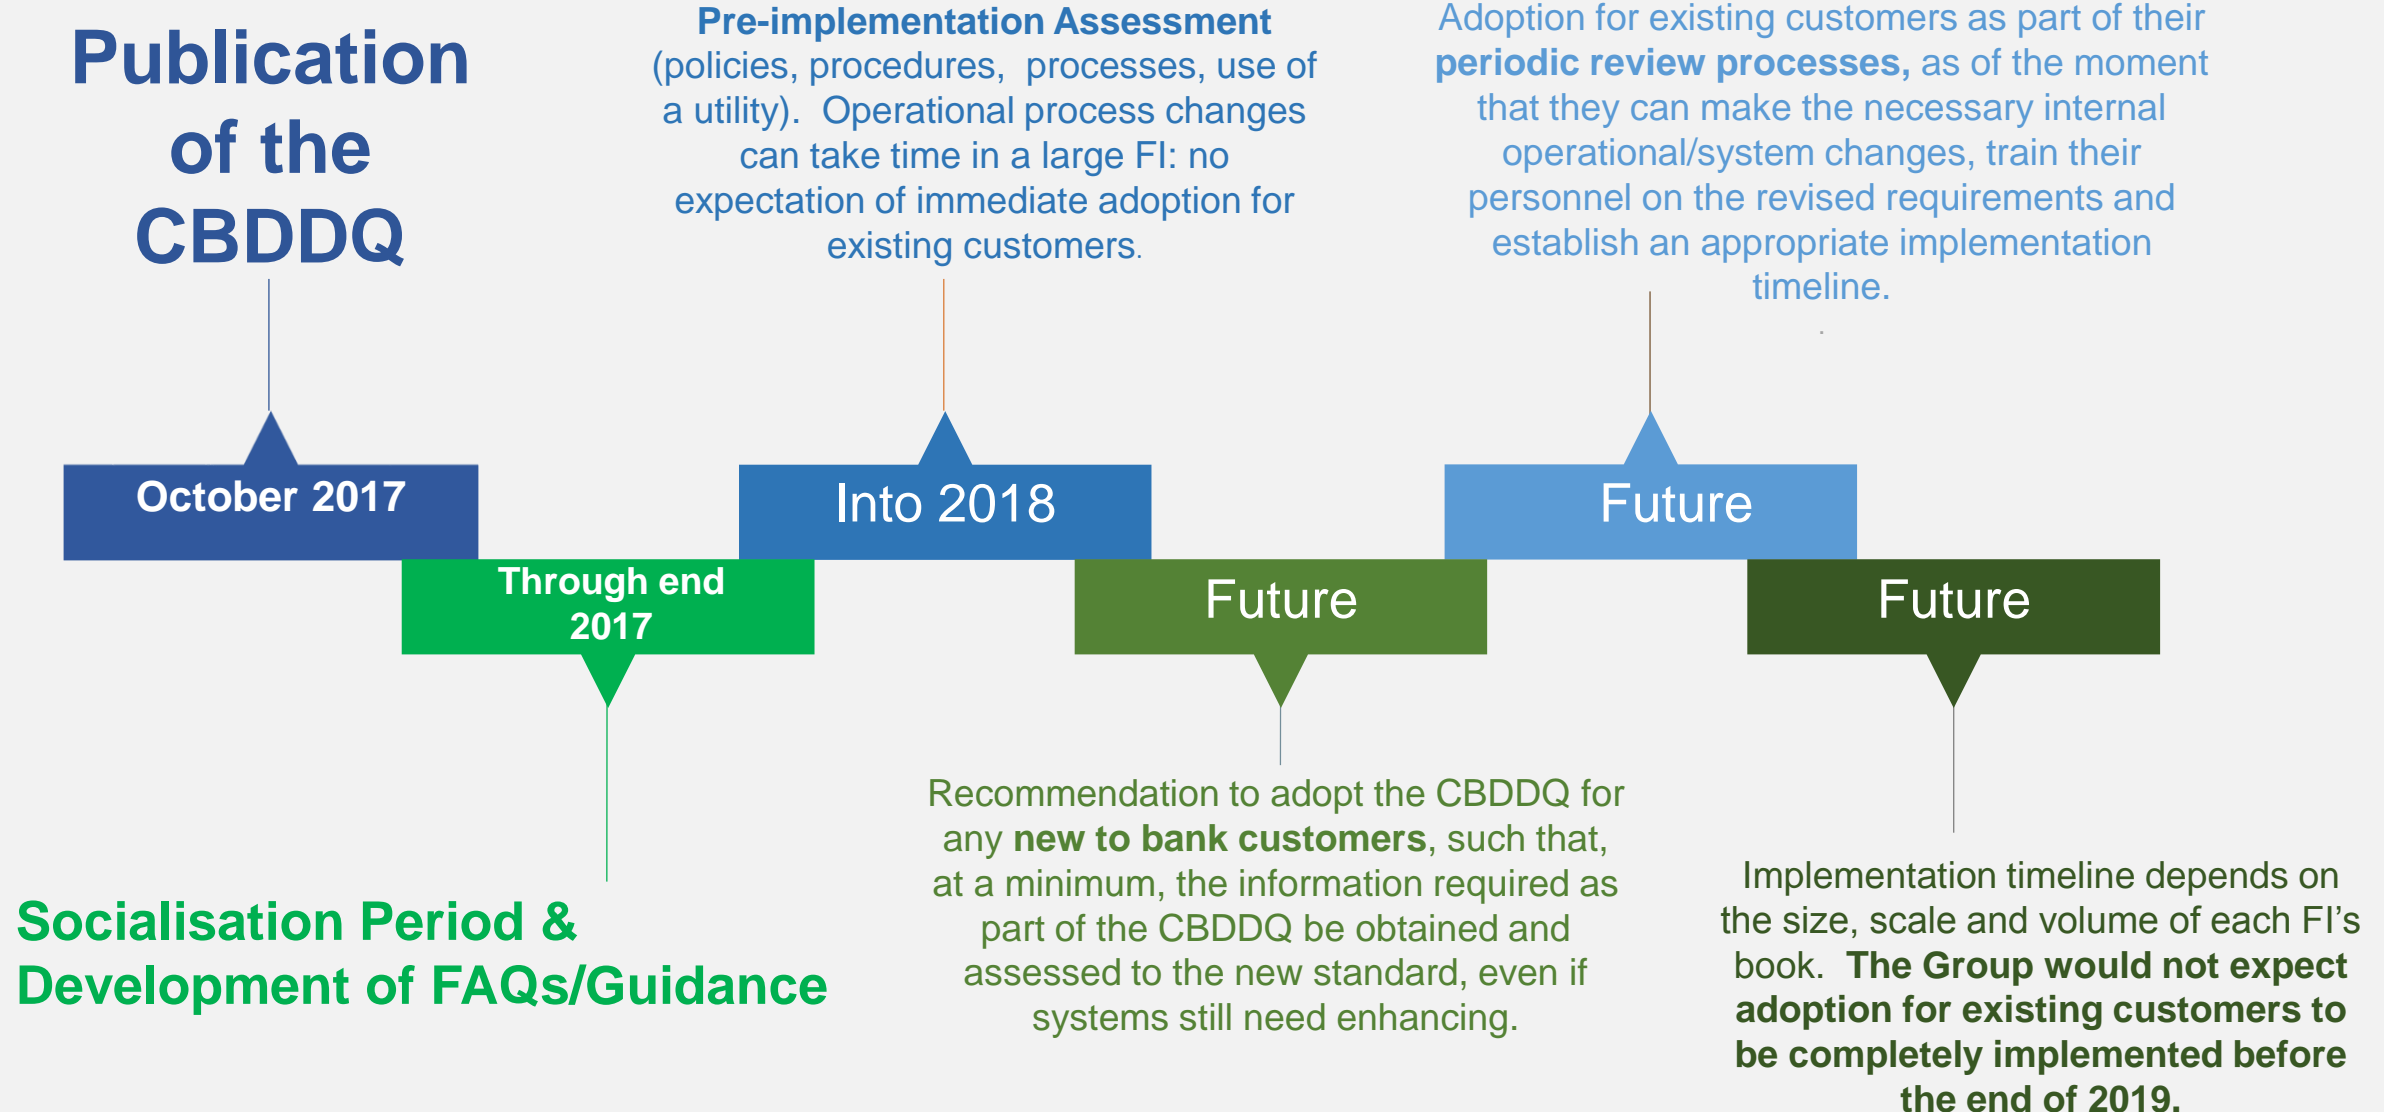 Publication
of the
CBDDQ
Pre-implementation Assessment
(policies, procedures,  processes, use of
a utility).  Operational process changes
can take time in a large FI: no
expectation of immediate adoption for
existing customers.
Adoption for existing customers as part of their
periodic review processes, as of the moment
that they can make the necessary internal
operational/system changes, train their
personnel on the revised requirements and
establish an appropriate implementation
timeline.
.
October 2017
Into 2018
Future
Through end
2017
Future
Future
Socialisation Period &
Development of FAQs/Guidance
Recommendation to adopt the CBDDQ for
any new to bank customers, such that,
at a minimum, the information required as
part of the CBDDQ be obtained and
assessed to the new standard, even if
systems still need enhancing.
Implementation timeline depends on
the size, scale and volume of each FI’s
book.  The Group would not expect
adoption for existing customers to
be completely implemented before
the end of 2019.